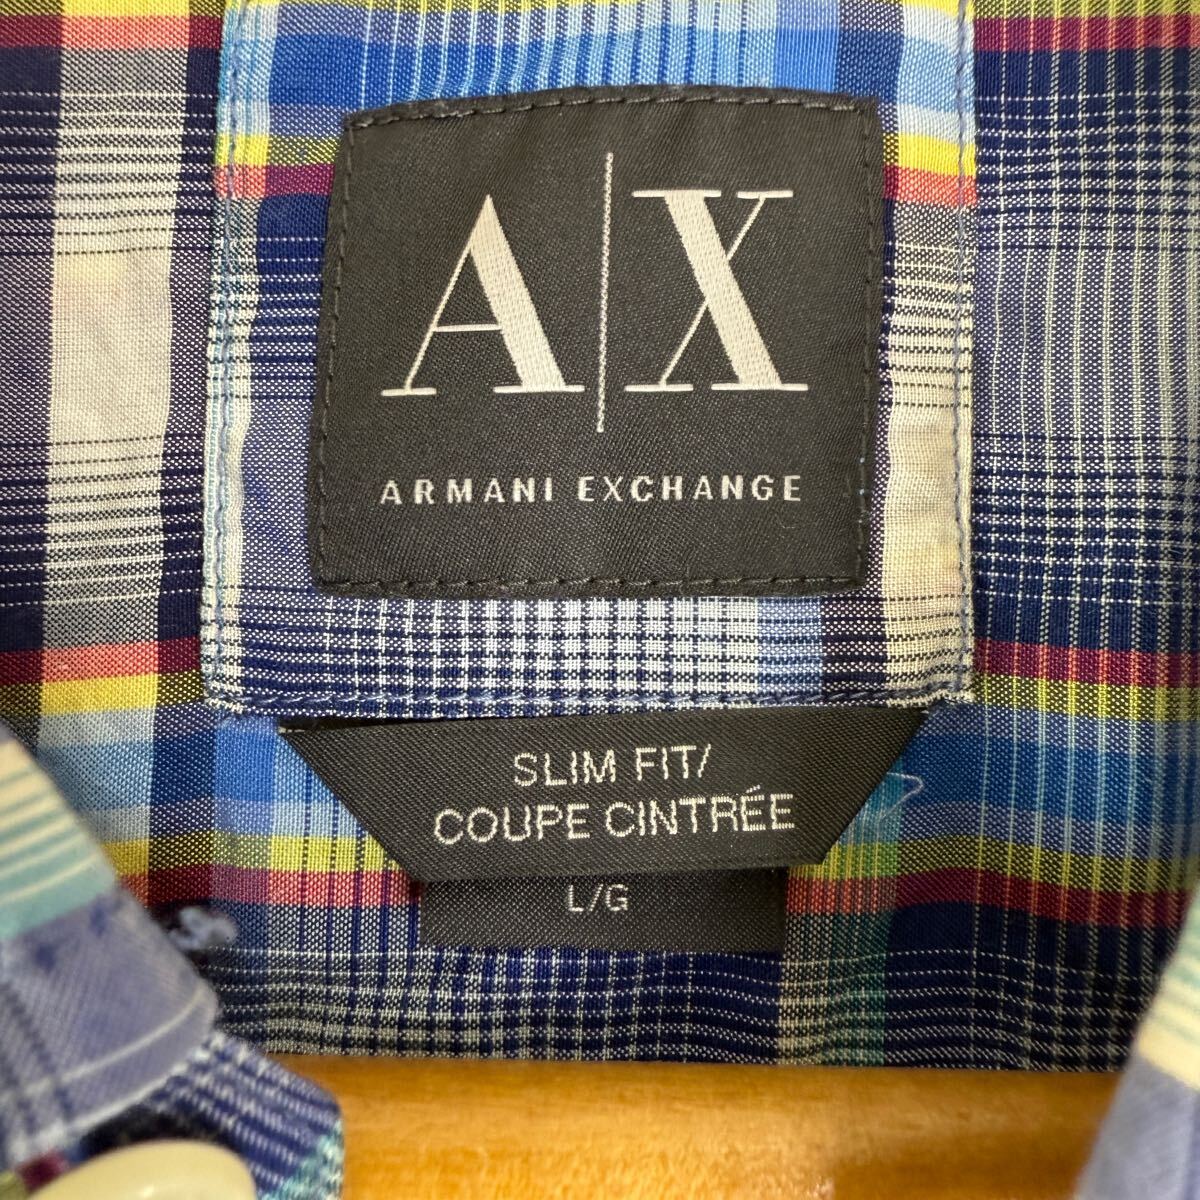 A|X
ARMANI EXCHANGE
SLIM FIT/
COUPE CINTRÉE
L/G